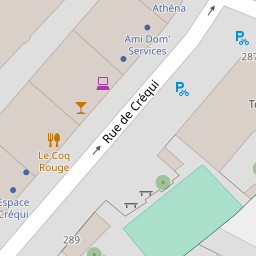 Athéna
Ami Dom'
Services
287
Rue de Créqui
Le Coq
Rouge
Espace
Créqui
289